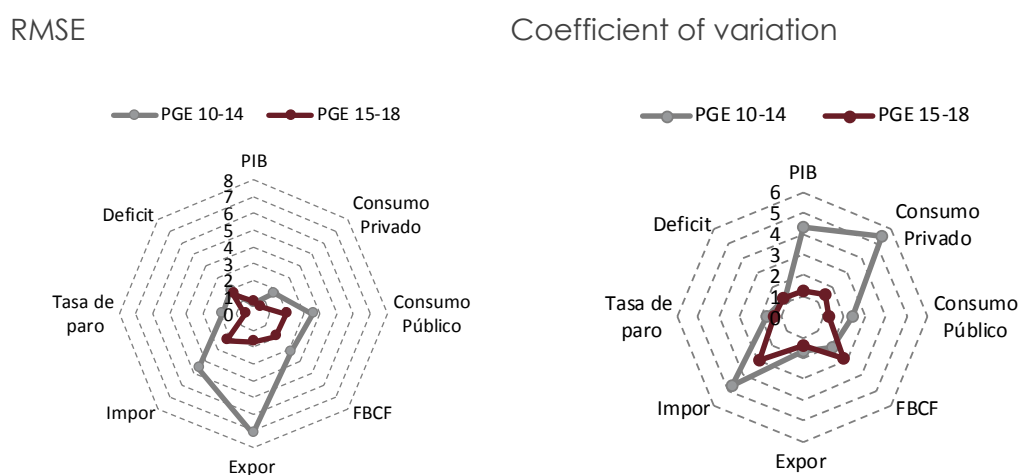 RMSE
Coefficient of variation
PGE 10-14
PGE 15-18
PIB
8
7
6
5
4
3
2
1
0
Consumo
Privado
Consumo
Público
FBCF
Expor
Impor
Tasa de
paro
Deficit
PGE 10-14
PGE 15-18
PIB
6
5
4
3
2
1
0
Consumo
Privado
Consumo
Público
FBCF
Expor
Impor
Tasa de
paro
Deficit